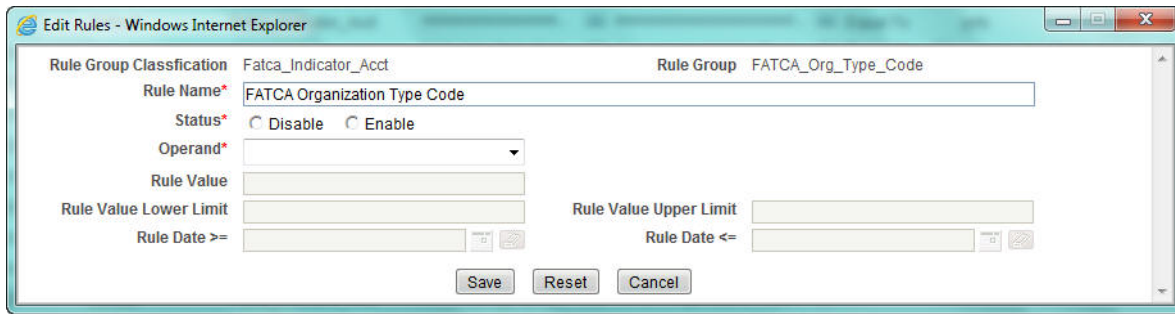 Edit Rules - Windows Internet Explorer
Rule Group Classfication Fatca_Indicator_Acct Rule Group FATCA_Org_Type_Code
Rule Name* FATCA Organization Type Code
Status* Disable Enable
Operand*
Rule Value
Rule Value Lower Limit Rule Value Upper Limit
Rule Date >= Rule Date <=
Save Reset Cancel